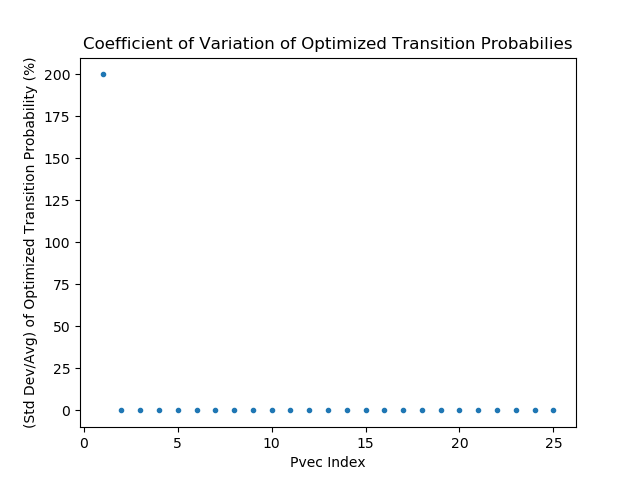 Coefficient of Variation of Optimized Transition Probabilies
(Std Dev/Avg) of Optimized Transition Probability (%)
200
175
150
125
100
75
50
25
0
0 5 10 15 20 25
Pvec Index